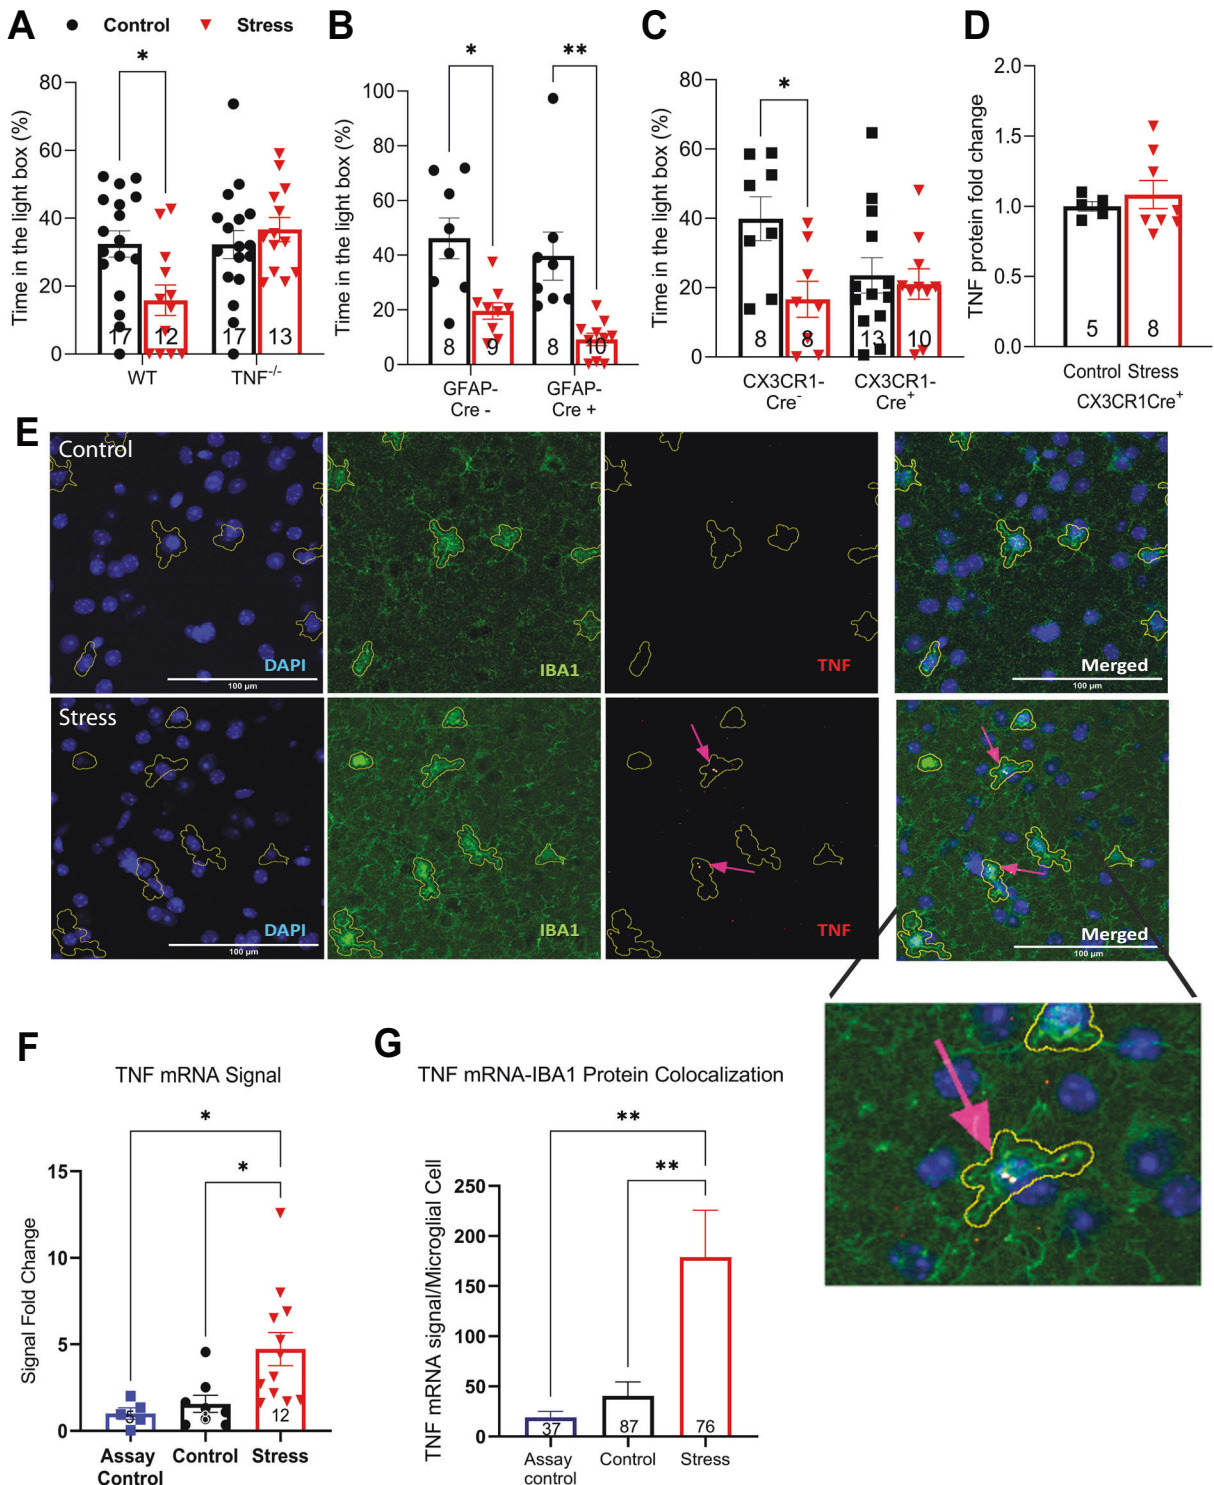 A
Control
Stress
Time in the light box (%)
80
60
40
20
0
*
17
12
17
13
WT
TNF-/-
B
Time in the light box (%)
100
80
60
40
20
0
*
**
8
9
8
10
GFAP-
Cre -
GFAP-
Cre +
C
Time in the light box (%)
80
60
40
20
0
*
8
8
13
10
CX3CR1-
Cre-
CX3CR1-
Cre+
D
TNF protein fold change
2.0
1.5
1.0
0.5
0.0
5
8
Control Stress
CX3CR1Cre+
E
Control
DAPI
100 µm
IBA1
TNF
Merged
100 µm
Stress
DAPI
100 µm
IBA1
TNF
Merged
100 µm
F
TNF mRNA Signal
Signal Fold Change
15
10
5
0
*
*
5
12
Assay
Control
Control
Stress
G
TNF mRNA-IBA1 Protein Colocalization
TNF mRNA signal/Microglial Cell
250
200
150
100
50
0
**
**
37
87
76
Assay
control
Control
Stress